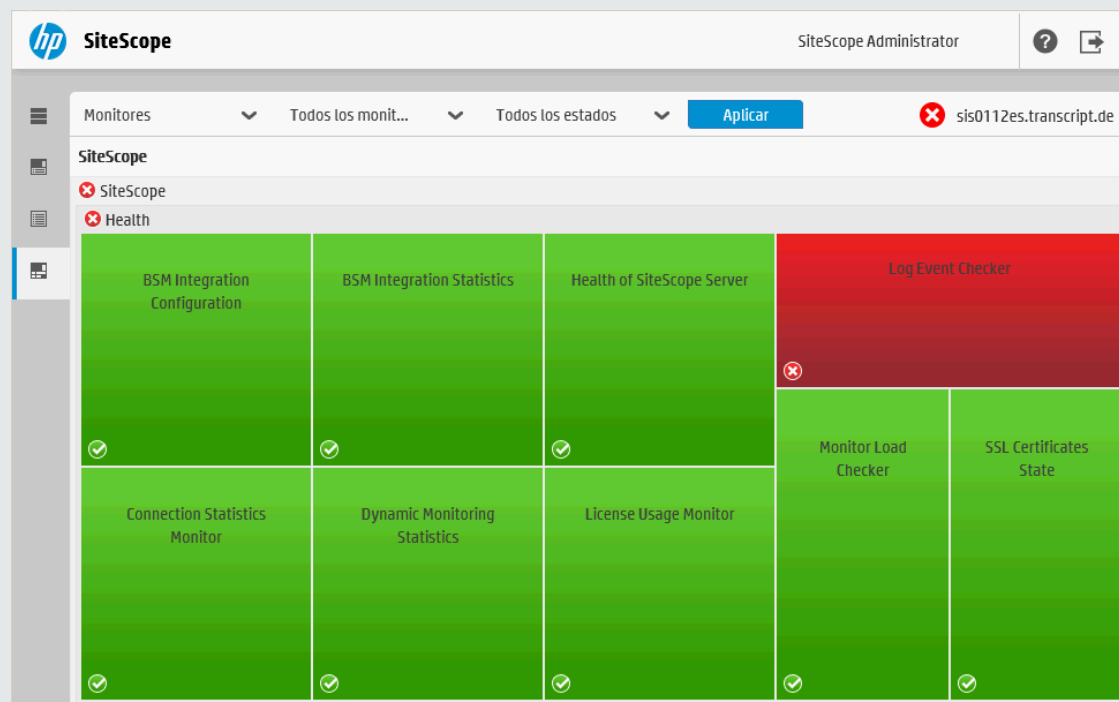 hp SiteScope SiteScope Administrator ?
Monitores Todos los monit... Todos los estados Aplicar sis0112es.transcript.de
SiteScope
SiteScope
Health
BSM Integration
Configuration
BSM Integration Statistics
Health of SiteScope Server
Log Event Checker
Monitor Load
Checker
SSL Certificates
State
Connection Statistics
Monitor
Dynamic Monitoring
Statistics
License Usage Monitor